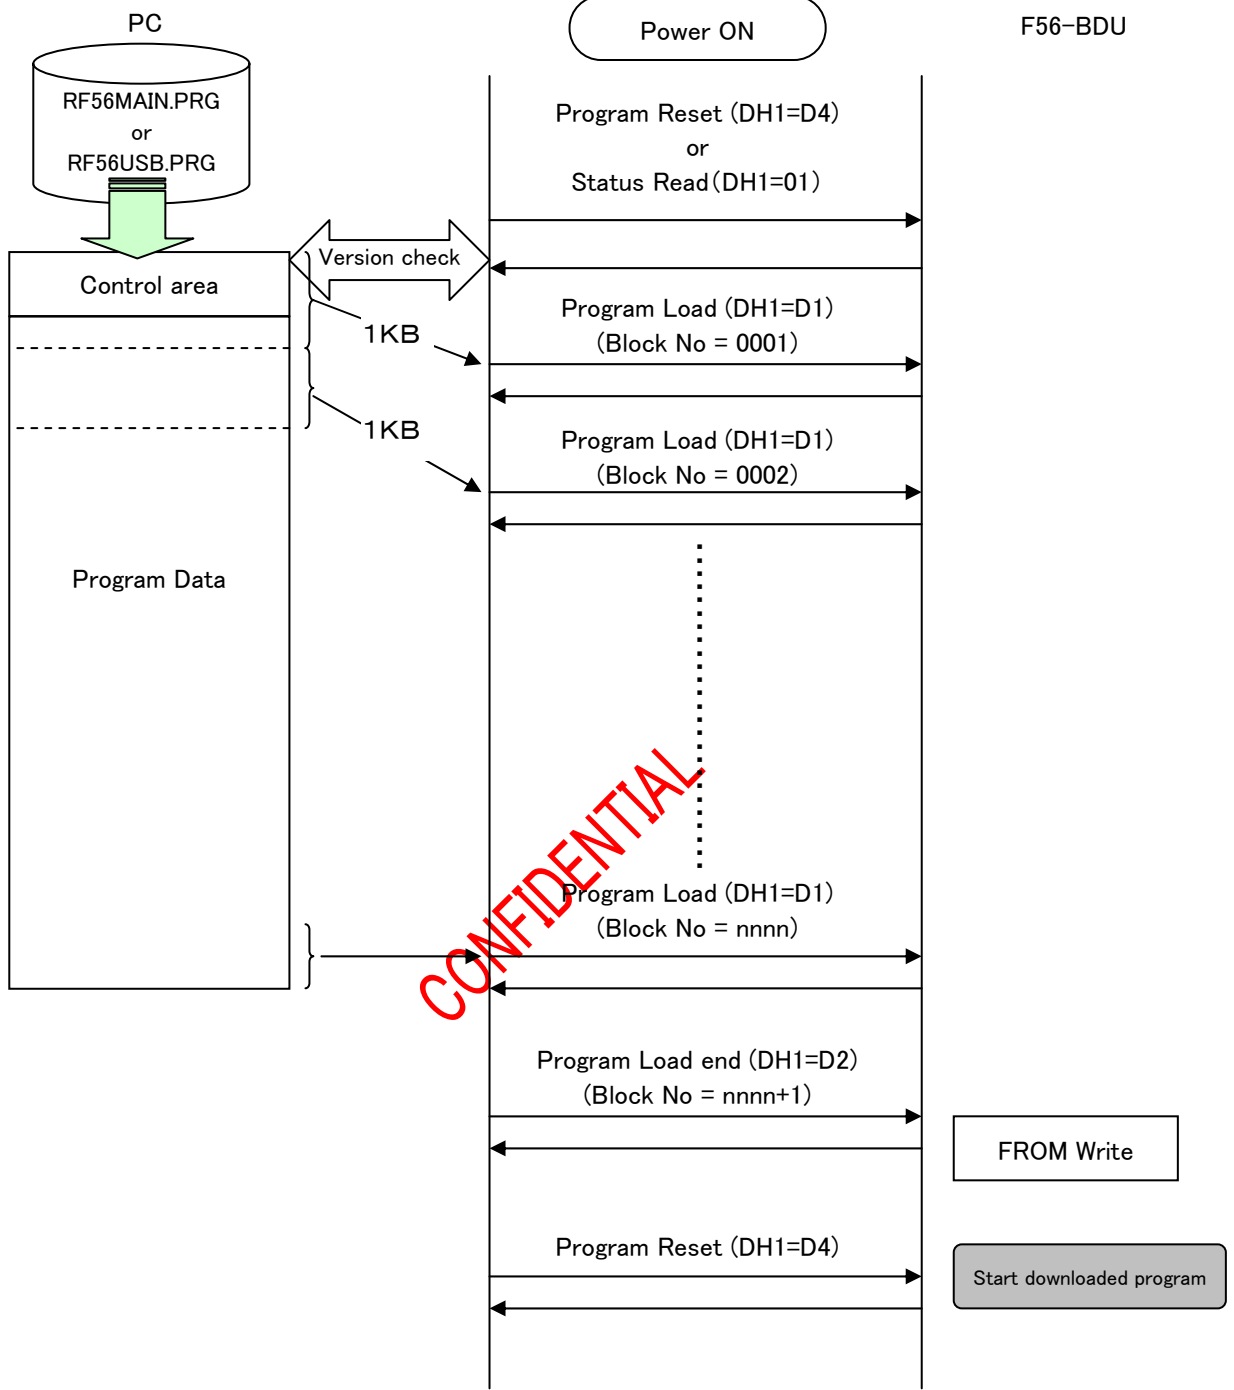 PC
Power ON
F56-BDU
RF56MAIN.PRG
or
RF56USB.PRG
Program Reset (DH1=D4)
or
Status Read(DH1=01)
Version check
Control area
Program Load (DH1=D1)
(Block No = 0001)
1KB
1KB
Program Load (DH1=D1)
(Block No = 0002)
Program Data
CONFIDENTIAL
Program Load (DH1=D1)
(Block No = nnnn)
Program Load end (DH1=D2)
(Block No = nnnn+1)
FROM Write
Program Reset (DH1=D4)
Start downloaded program